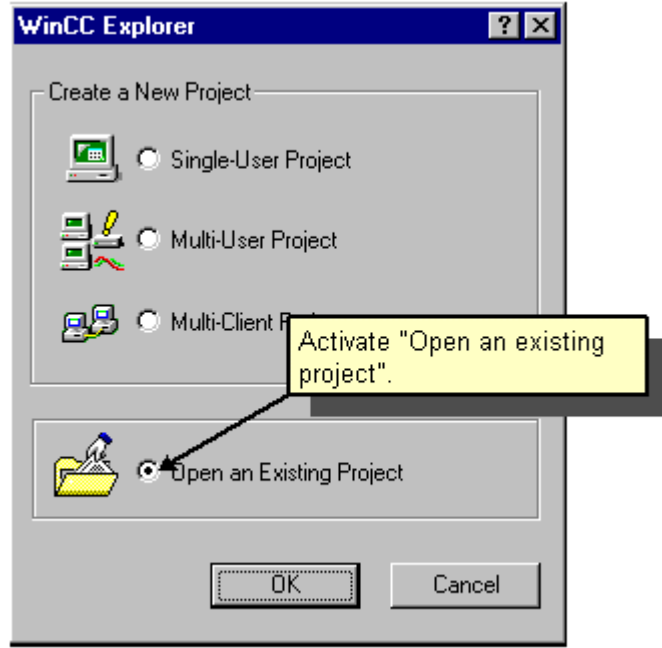 WinCC Explorer
Create a New Project
Single-User Project
Multi-User Project
Multi-Client
Activate "Open an existing
project".
Open an Existing Project
OK
Cancel